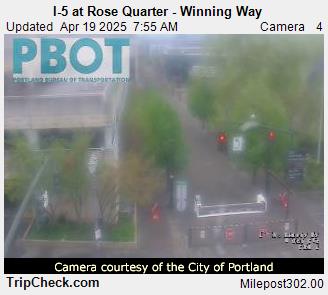 I-5 at Rose Quarter - Winning Way
Updated Apr 19 2025 7:55 AM Camera 4
PBOT
PORTLAND BUREAU OF TRANSPORTATION
Camera courtesy of the City of Portland
TripCheck.com Milepost302.00